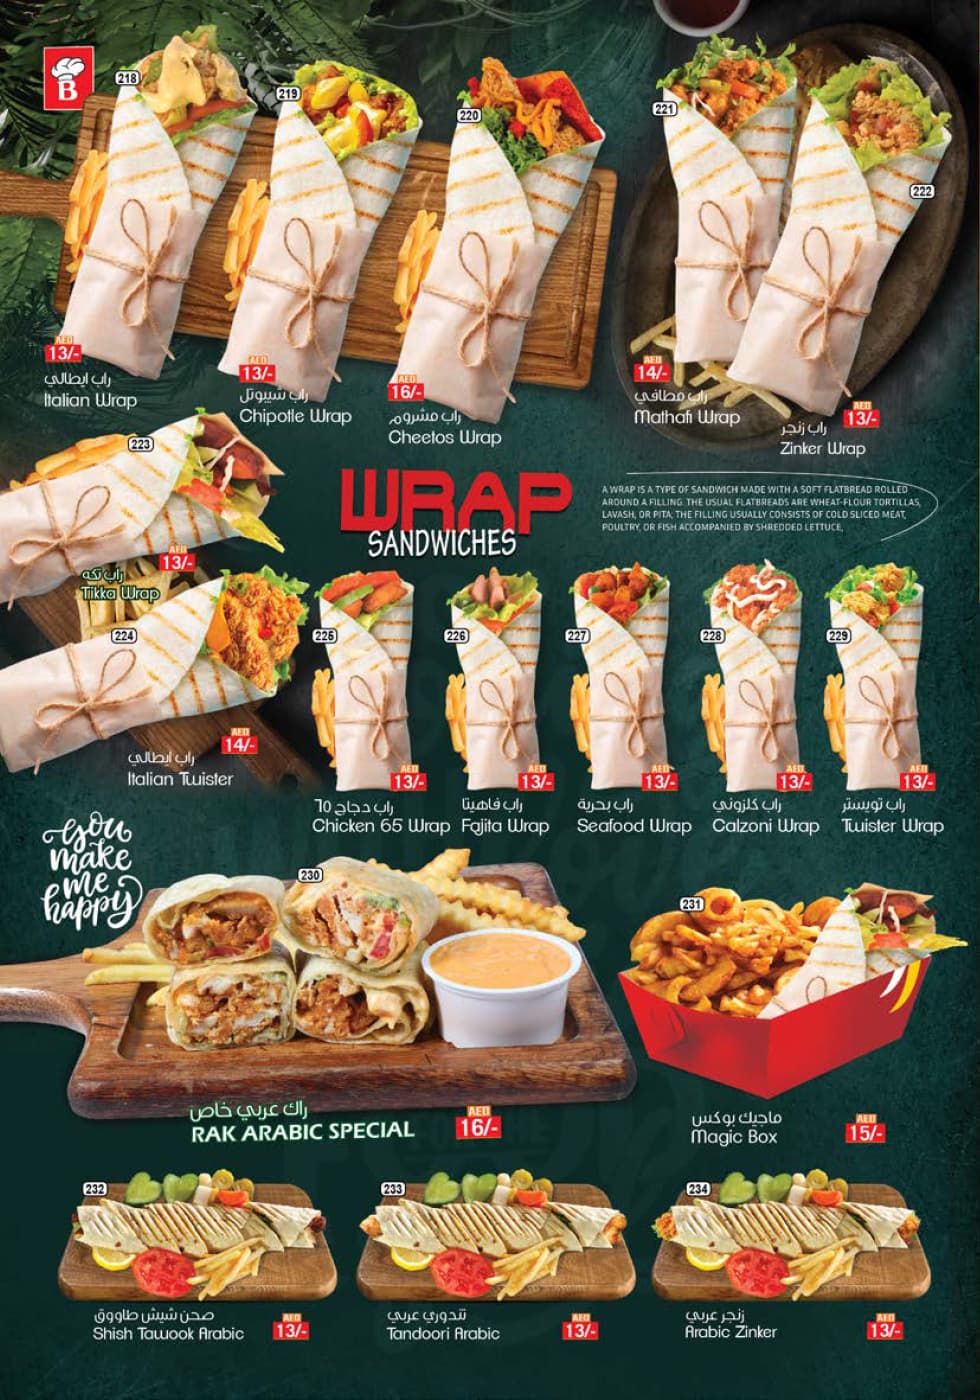 B
218
219
220
221
222
AED
13/-
راب ايطالي
Italian Wrap
AED
13/-
راب شيبوتل
Chipotle Wrap
AED
16/-
راب مشروم
Cheetos Wrap
AED
14/-
راب مطافي
Mathafi Wrap
AED
13/-
راب زنجر
Zinker Wrap
223
AED
13/-
راب تكه
Tikka Wrap
WRAP
SANDWICHES
A WRAP IS A TYPE OF SANDWICH MADE WITH A SOFT FLATBREAD ROLLED
AROUND A FILLING. THE USUAL FLATBREADS ARE WHEAT-FLOUR TORTILLAS,
LAVASH, OR PITA; THE FILLING USUALLY CONSISTS OF COLD SLICED MEAT,
POULTRY, OR FISH ACCOMPANIED BY SHREDDED LETTUCE,
224
AED
14/-
راب ايطالي
Italian Twister
225
AED
13/-
راب دجاج 65
Chicken 65 Wrap
226
AED
13/-
راب فاهيتا
Fajita Wrap
227
AED
13/-
راب بحرية
Seafood Wrap
228
AED
13/-
راب كلزوني
Calzoni Wrap
229
AED
13/-
راب تويستر
Twister Wrap
you
make
me
happy
230
راك عربي خاص
RAK ARABIC SPECIAL
AED
16/-
231
ماجيك بوكس
Magic Box
AED
15/-
232
صحن شيش طاووق
Shish Tawook Arabic
AED
13/-
233
تندوري عربي
Tandoori Arabic
AED
13/-
234
زنجر عربي
Arabic Zinker
AED
13/-